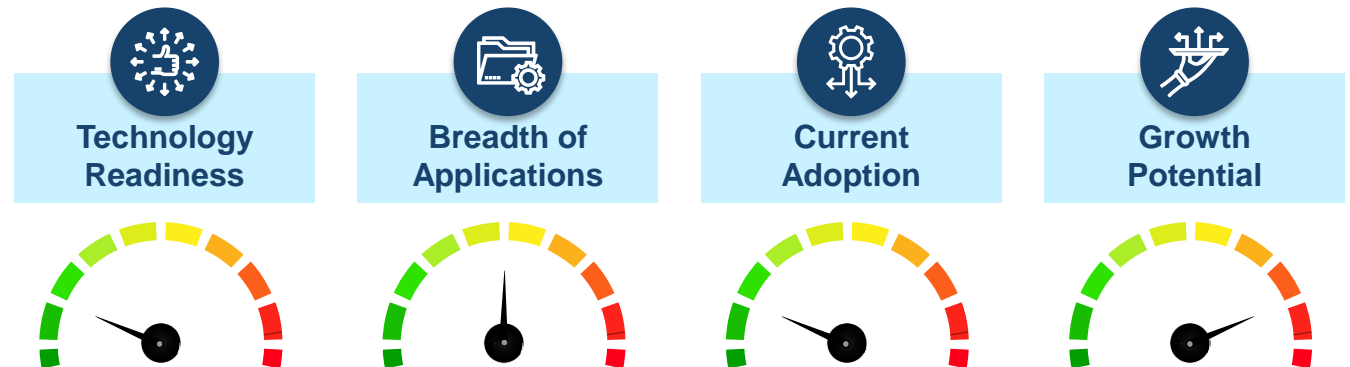 Technology
Readiness
Breadth of
Applications
Current
Adoption
Growth
Potential